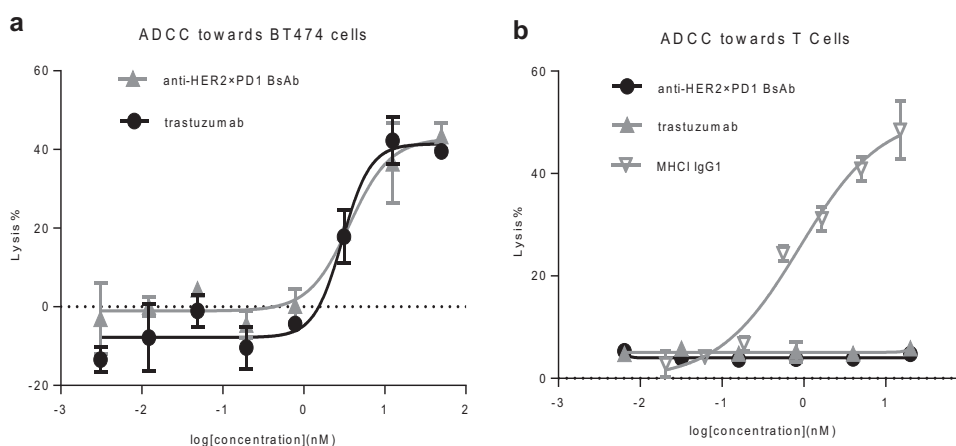 a
ADCC towards BT474 cells
60
40
20
0
-20
Lysis%
anti-HER2×PD1 BsAb
trastuzumab
-3
-2
-1
0
1
2
log[concentration](nM)
b
ADCC towards T Cells
60
40
20
0
Lysis%
anti-HER2×PD1 BsAb
trastuzumab
MHCI IgG1
-3
-2
-1
0
1
log[concentration](nM)